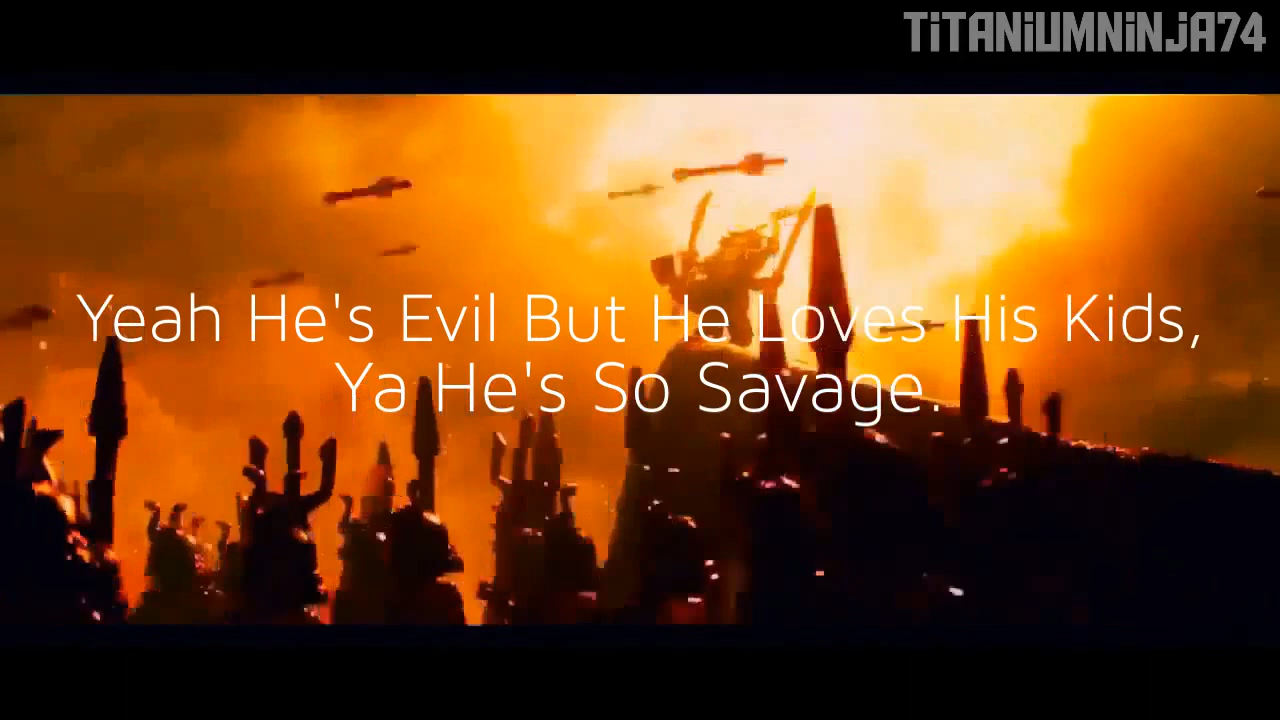 TiTANiUMNiNJA74
Yeah He's Evil But He Loves His Kids,
Ya He's So Savage.